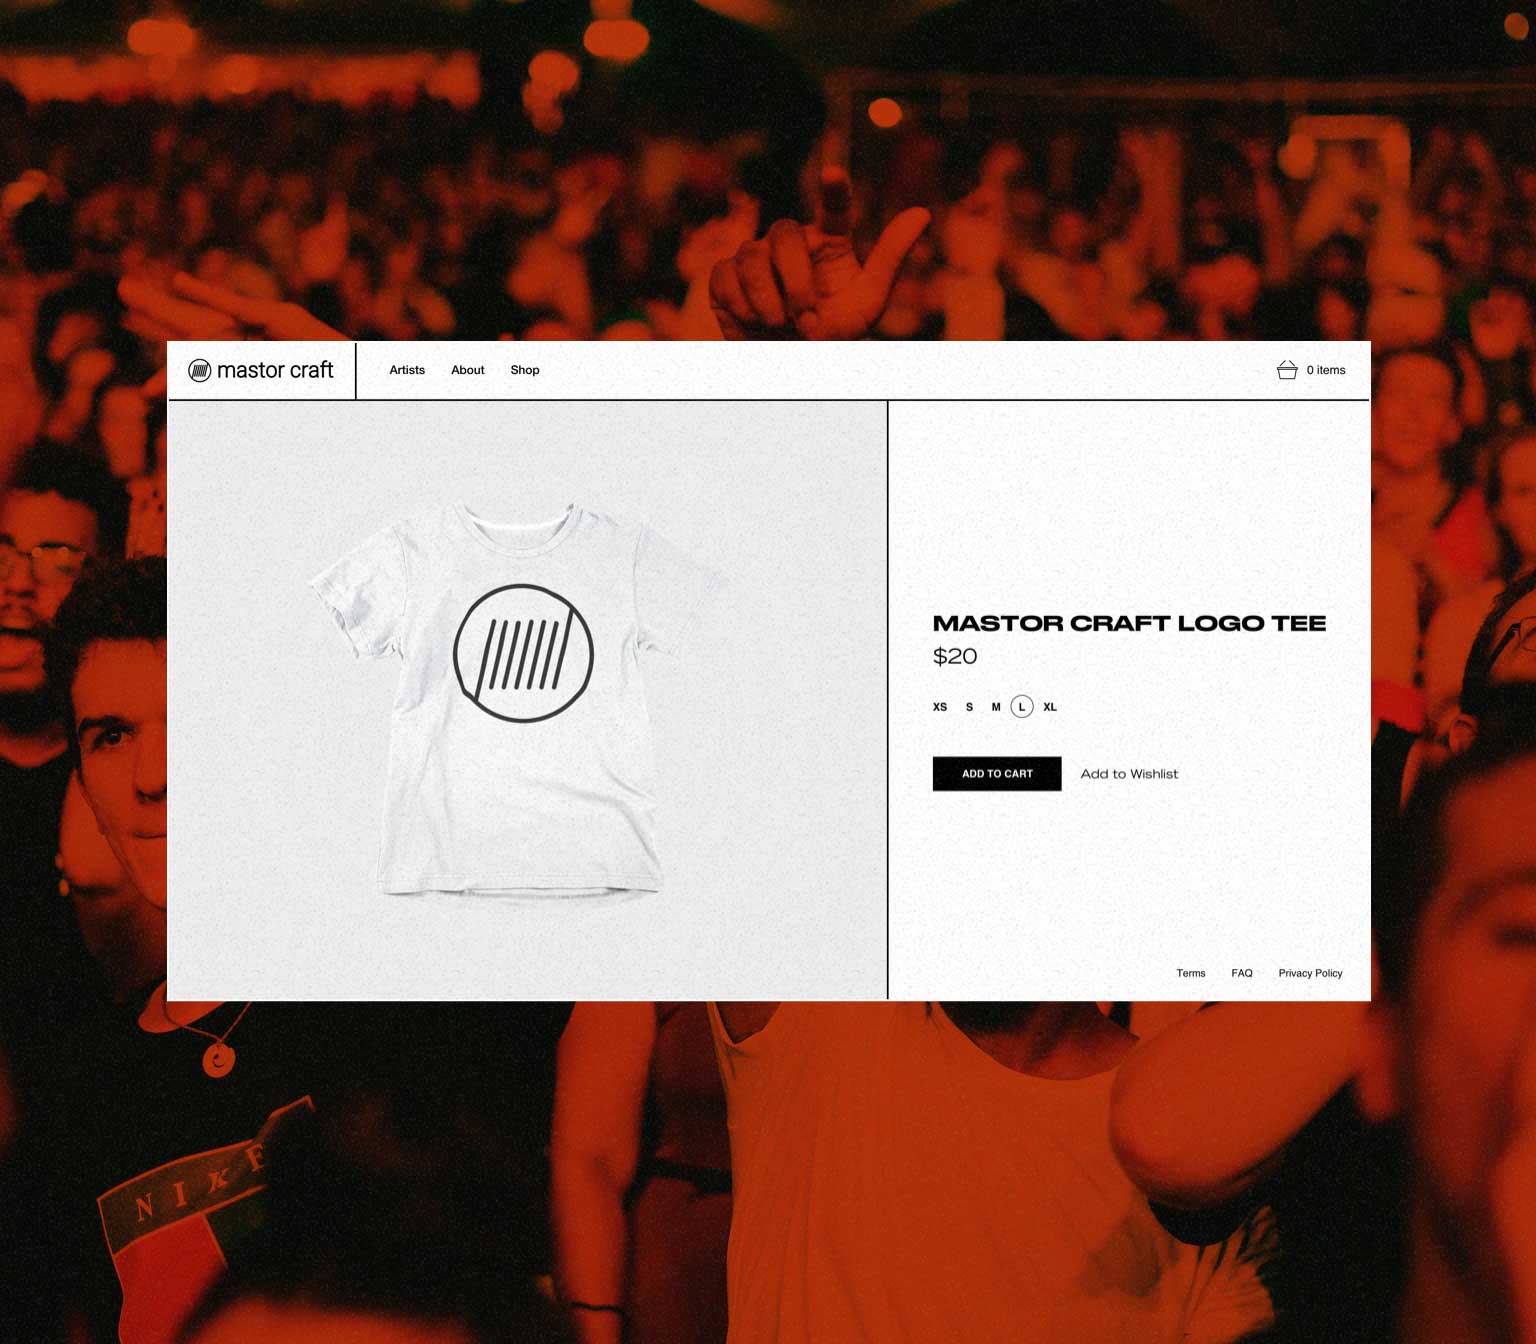 mastor craft
Artists About Shop
0 items
MASTOR CRAFT LOGO TEE
$20
XS S M L XL
ADD TO CART Add to Wishlist
Terms FAQ Privacy Policy
NIKE